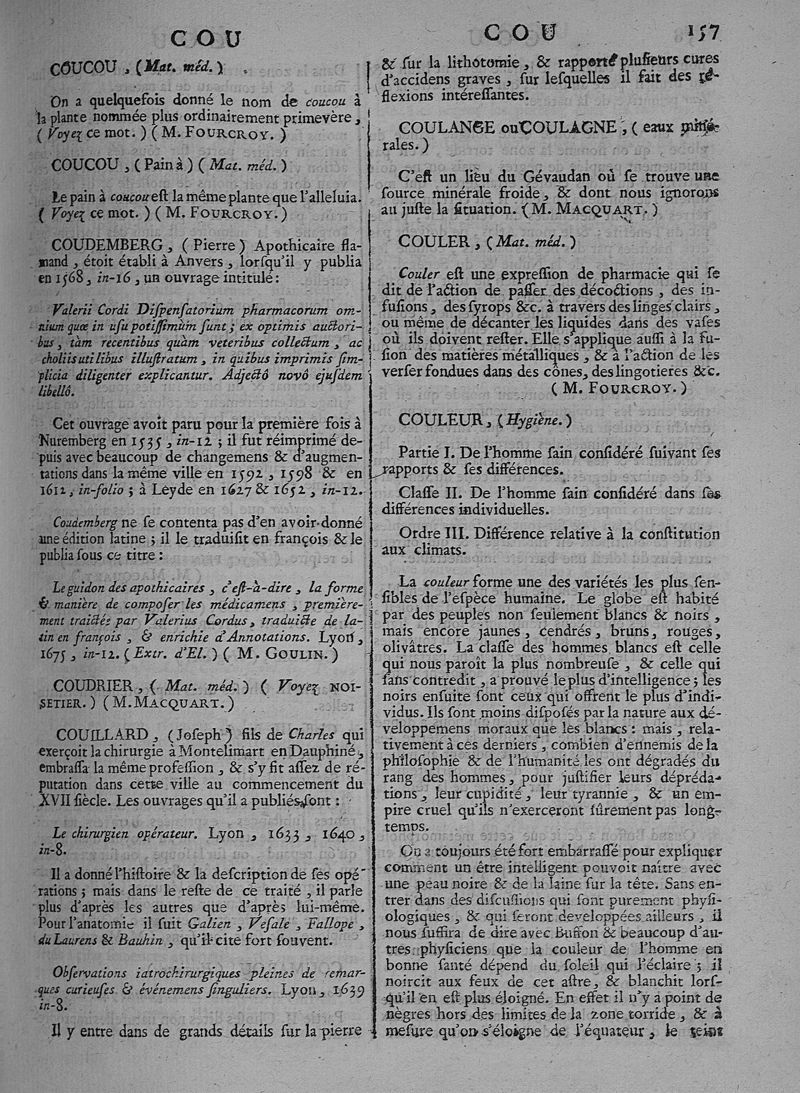 COU
COUCOU, (Mat. méd.)
On a quelquefois donné le nom de coucou à
la plante nommée plus ordinairement primevère,
(Voyeζ ce mot.) (M. FOURCROY.)
COUCOU, (Pain à) (Mat. méd.)
Le pain à coucou eſt la même plante que l'alleluia.
(Voyeζ ce mot.) (M. FOURCROY.)
COUDEMBERG, (Pierre) Apothicaire fla-
mand, étoit établi à Anvers, lorſqu'il y publia
en 1568, in-16, un ouvrage intitulé:
Valerii Cordi Diſpenſatorium pharmacorum om-
nium quæ in uſu potiſſimùm ſunt; ex optimis auctori-
bus, tàm recentibus quàm veteribus collectum, ac
choliis utilibus illuſtratum, in quibus imprimis ſim-
plicia diligenter explicantur. Adjectô novô ejuſdem
libellô.
Cet ouvrage avoit paru pour la première fois à
Nuremberg en 1535, in-12; il fut réimprimé de-
puis avec beaucoup de changemens & d'augmen-
tations dans la même ville en 1592, 1598 & en
1612, in-folio; à Leyde en 1627 & 1652, in-12.
Coudemberg ne ſe contenta pas d'en avoir donné
une édition latine; il le traduiſit en françois & le
publia ſous ce titre:
Le guidon des apothicaires, c'eſt-à-dire, la forme
& manière de compoſer les médicamens, première-
ment traictés par Valerius Cordus, traduicte de la-
tin en françois, & enrichie d'Annotations. Lyon,
1675, in-12. (Extr. d'El.) (M. GOULIN.)
COUDRIER, (Mat. méd.) (Voyeζ NOI-
SETIER.) (M. MACQUART.)
COUILLARD, (Joſeph) fils de Charles qui
exerçoit la chirurgie à Montelimart en Dauphiné,
embraſſa la même profeſſion, & s'y fit aſſez de ré-
putation dans cette ville au commencement du
XVII ſiècle. Les ouvrages qu'il a publiés ſont:
Le chirurgien opérateur. Lyon, 1633, 1640,
in-8.
Il a donné l'hiſtoire & la deſcription de ſes opé
rations; mais dans le reſte de ce traité, il parle
plus d'après les autres que d'après lui-même.
Pour l'anatomie il ſuit Galien, Veſale, Fallope,
du Laurens & Bauhin, qu'il cite fort ſouvent.
Obſervations iatrochirurgiques pleines de remar-
ques curieuſes & événemens ſinguliers. Lyon, 1639
in-8.
Il y entre dans de grands détails ſur la pierre
COU 157
& ſur la lithotomie, & rapporte pluſieurs cures
d'accidens graves, ſur leſquelles il fait des ré-
flexions intéreſſantes.
COULANGE ou COULAGNE, (eaux miné-
rales.)
C'eſt un lieu du Gévaudan où ſe trouve une
ſource minérale froide, & dont nous ignorons
au juſte la ſituation. (M. MACQUART.)
COULER, (Mat. méd.)
Couler eſt une expreſſion de pharmacie qui ſe
dit de l'action de paſſer des décoctions, des in-
fuſions, des ſyrops &c. à travers des linges clairs,
ou même de décanter les liquides dans des vaſes
où ils doivent reſter. Elle s'applique auſſi à la fu-
ſion des matières métalliques, & à l'action de les
verſer fondues dans des cônes, des lingotieres &c.
(M. FOURCROY.)
COULEUR, (Hygiène.)
Partie I. De l'homme ſain conſidéré ſuivant ſes
rapports & ſes différences.
Claſſe II. De l'homme ſain conſidéré dans ſes
différences individuelles.
Ordre III. Différence relative à la conſtitution
aux climats.
La couleur forme une des variétés les plus ſen-
ſibles de l'eſpèce humaine. Le globe eſt habité
par des peuples non ſeulement blancs & noirs,
mais encore jaunes, cendrés, bruns, rouges,
olivâtres. La claſſe des hommes blancs eſt celle
qui nous paroît la plus nombreuſe, & celle qui
ſans contredit, a prouvé le plus d'intelligence; les
noirs enſuite ſont ceux qui offrent le plus d'indi-
vidus. Ils ſont moins diſpoſés par la nature aux dé-
veloppemens moraux que les blancs: mais, rela-
tivement à ces derniers, combien d'ennemis de la
philoſophie & de l'humanité les ont dégradés du
rang des hommes, pour juſtifier leurs dépréda-
tions, leur cupidité, leur tyrannie, & un em-
pire cruel qu'ils n'exerceront ſûrement pas long-
temps.
On a toujours été fort embarraſſé pour expliquer
comment un être intelligent pouvoit naître avec
une peau noire & de la laine ſur la tête. Sans en-
trer dans des diſcuſſions qui ſont purement phyſi-
ologiques, & qui ſeront developpées ailleurs, il
nous ſuffira de dire avec Buffon & beaucoup d'au-
tres phyſiciens que la couleur de l'homme en
bonne ſanté dépend du ſoleil qui l'éclaire; il
noircit aux feux de cet aſtre, & blanchit lorſ-
qu'il en eſt plus éloigné. En effet il n'y a point de
nègres hors des limites de la zone torride, & à
meſure qu'on s'éloigne de l'équateur, le teint